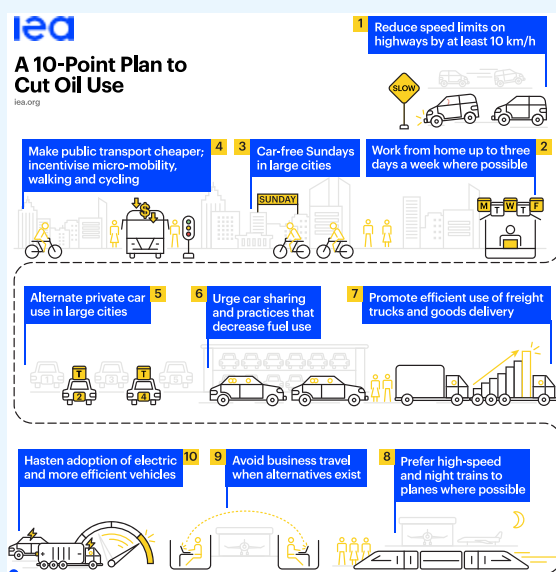 iea
A 10-Point Plan to
Cut Oil Use
iea.org
1
Reduce speed limits on
highways by at least 10 km/h
SLOW
2
Work from home up to three
days a week where possible
M T W T F
3
Car-free Sundays
in large cities
SUNDAY
4
Make public transport cheaper;
incentivise micro-mobility,
walking and cycling
$
5
Alternate private car
use in large cities
T
2
T
4
6
Urge car sharing
and practices that
decrease fuel use
7
Promote efficient use of freight
trucks and goods delivery
8
Prefer high-speed
and night trains to
planes where possible
9
Avoid business travel
when alternatives exist
10
Hasten adoption of electric
and more efficient vehicles